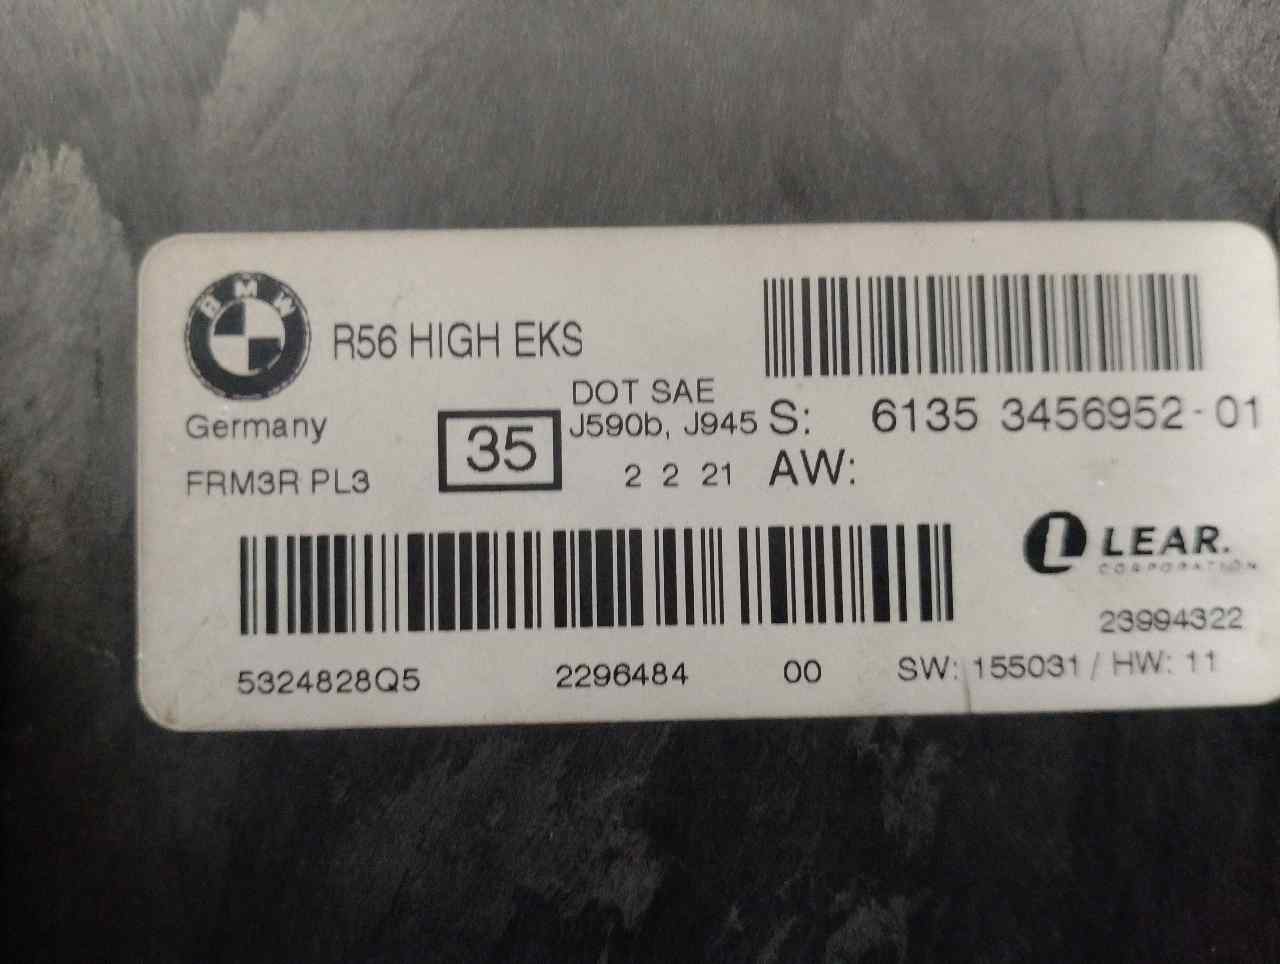 BMW
R56 HIGH EKS
Germany
FRM3R PL3
35
DOT SAE
J590b, J945
2 2 21
S: 6135 3456952-01
AW:
LEAR.
CORPORATION
23994322
5324828Q5 2296484 00 SW: 155031 / HW: 11